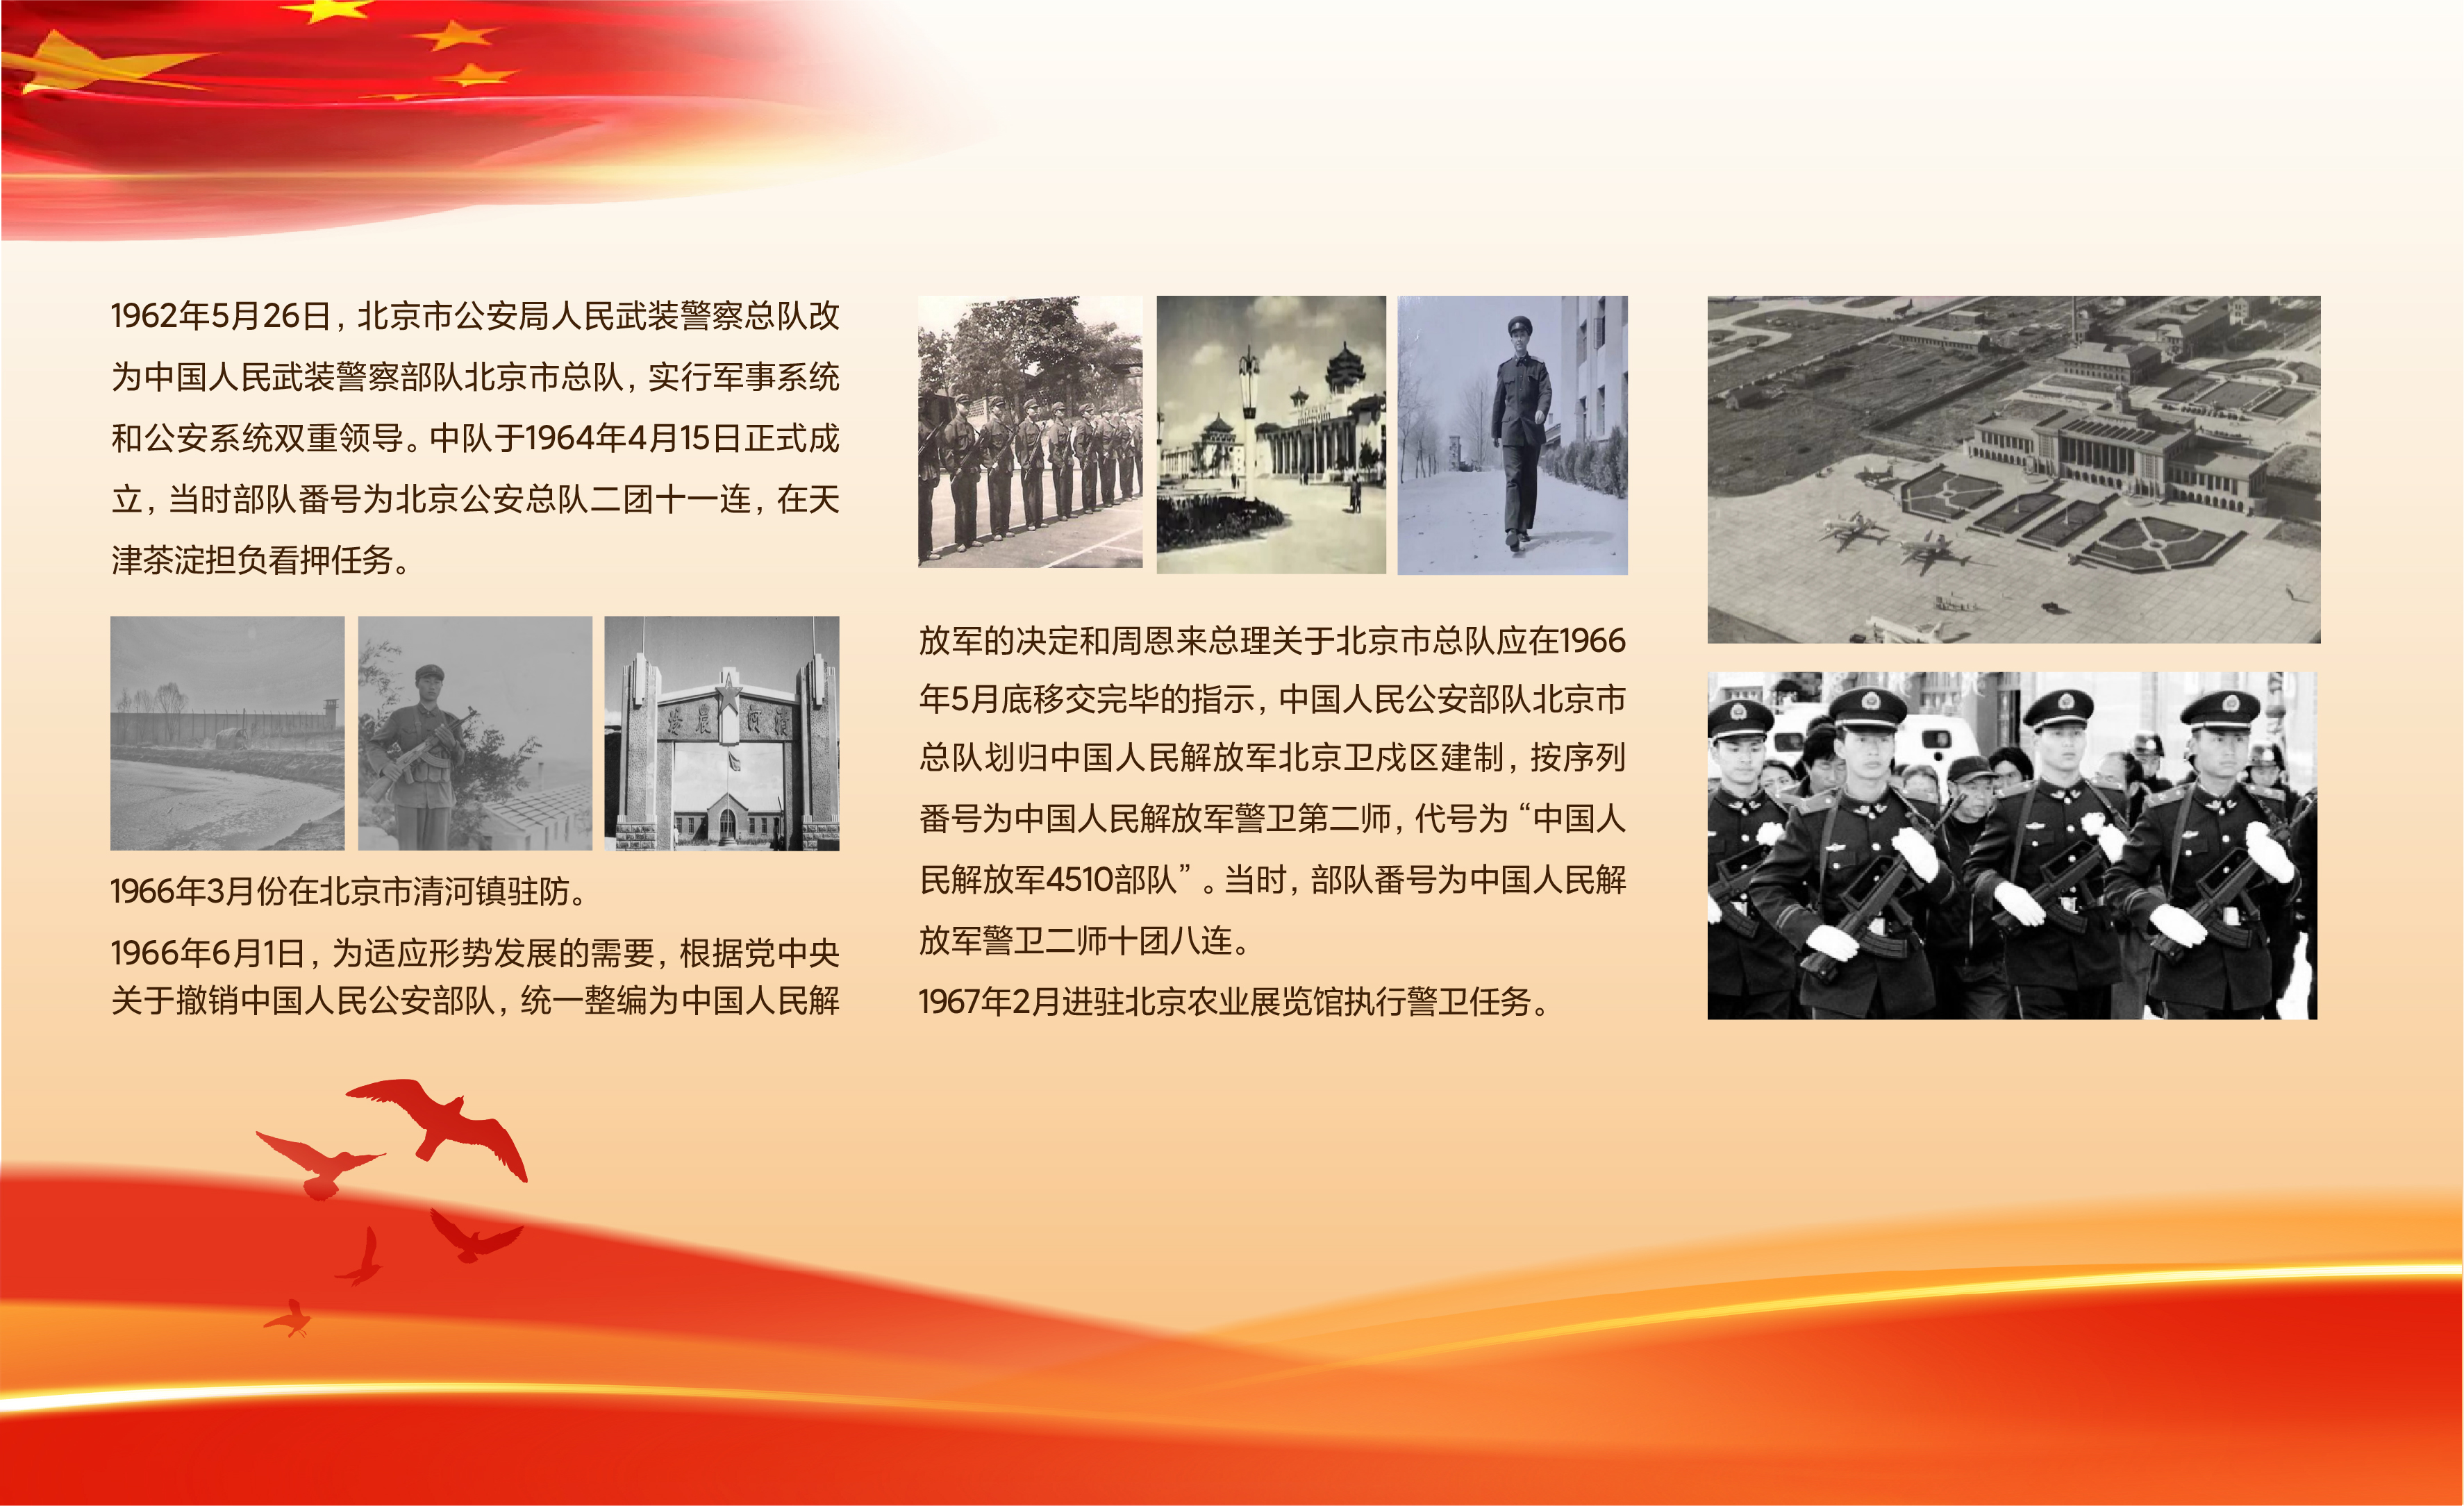 1962年5月26日，北京市公安局人民武装警察总队改
为中国人民武装警察部队北京市总队，实行军事系统
和公安系统双重领导。中队于1964年4月15日正式成
立，当时部队番号为北京公安总队二团十一连，在天
津茶淀担负看押任务。
1966年3月份在北京市清河镇驻防。
1966年6月1日，为适应形势发展的需要，根据党中央
关于撤销中国人民公安部队，统一整编为中国人民解
放军的决定和周恩来总理关于北京市总队应在1966
年5月底移交完毕的指示，中国人民公安部队北京市
总队划归中国人民解放军北京卫戍区建制，按序列
番号为中国人民解放军警卫第二师，代号为“中国人
民解放军4510部队”。当时，部队番号为中国人民解
放军警卫二师十团八连。
1967年2月进驻北京农业展览馆执行警卫任务。